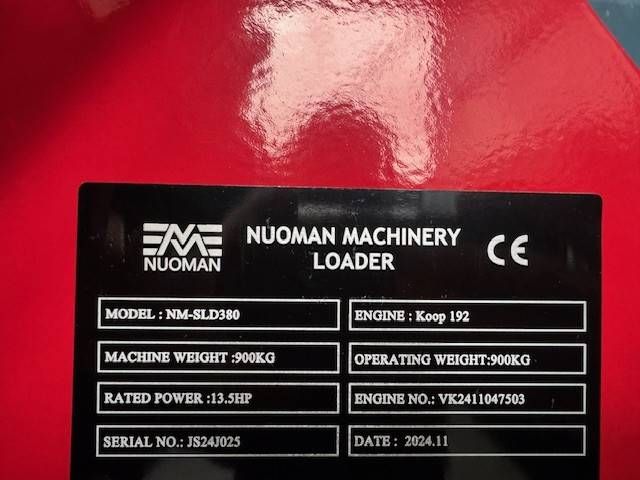 NUOMAN
NUOMAN MACHINERY
LOADER
CE
MODEL : NM-SLD380
ENGINE : Koop 192
MACHINE WEIGHT :900KG
OPERATING WEIGHT:900KG
RATED POWER :13.5HP
ENGINE NO.: VK2411047503
SERIAL NO.: JS24J025
DATE : 2024.11